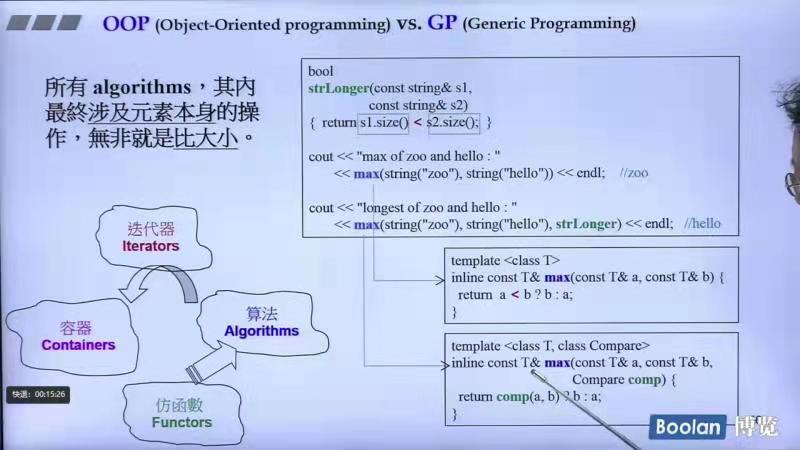 OOP (Object-Oriented programming) vs. GP (Generic Programming)
所有 algorithms，其內
最終涉及元素本身的操
作，無非就是比大小。
bool
strLonger(const string& s1,
const string& s2)
{ return s1.size() < s2.size(); }
cout << "max of zoo and hello : "
<< max(string("zoo"), string("hello")) << endl; //zoo
cout << "longest of zoo and hello : "
<< max(string("zoo"), string("hello"), strLonger) << endl; //hello
迭代器
Iterators
容器
Containers
算法
Algorithms
仿函數
Functors
template <class T>
inline const T& max(const T& a, const T& b) {
return a < b ? b : a;
}
template <class T, class Compare>
inline const T& max(const T& a, const T& b,
Compare comp) {
return comp(a, b) ? b : a;
}
快退：00:15:26
Boolan 博览